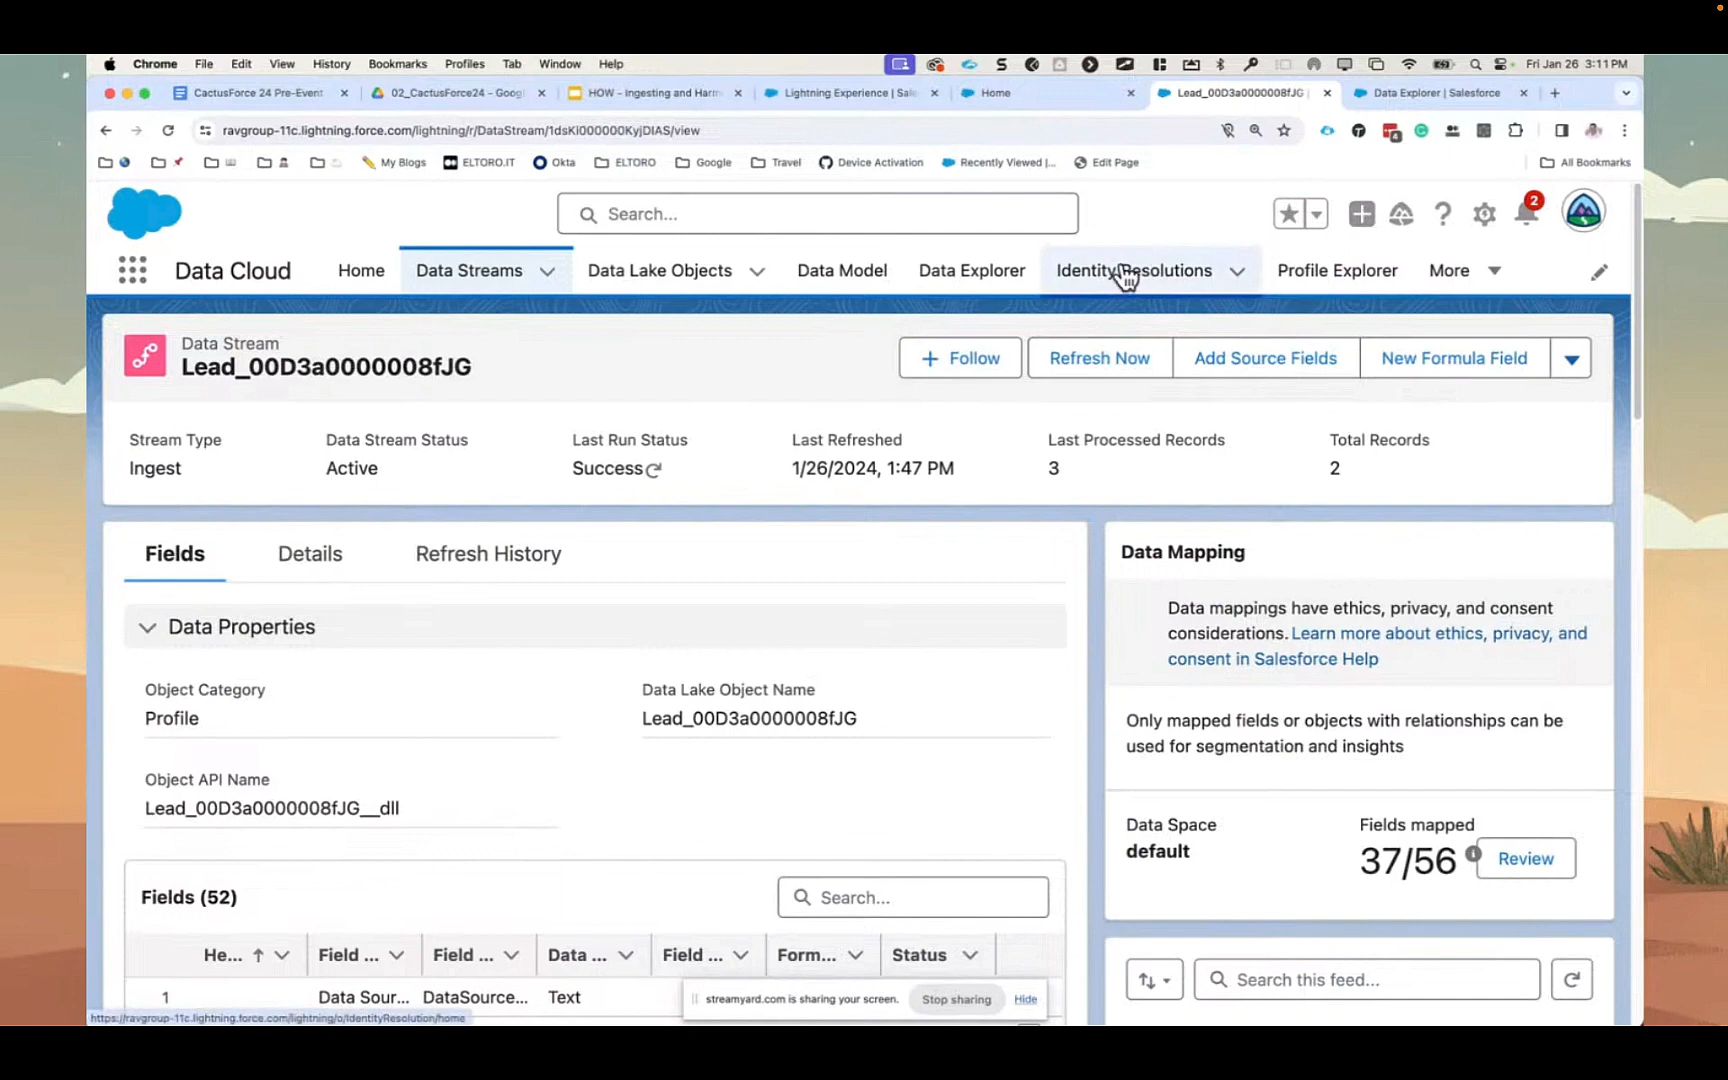 Chrome File Edit View History Bookmarks Profiles Tab Window Help Fri Jan 26 3:11 PM
CactusForce 24 Pre-Event 02_CactusForce24 - Goog HOW - Ingesting and Harm Lightning Experience | Sale Home Lead_00D3a0000008fJG Data Explorer | Salesforce
ravgroup-11c.lightning.force.com/lightning/r/DataStream/1dsKi000000KyjDIAS/view
My Blogs ELTORO.IT Okta ELTORO Google Travel Device Activation Recently Viewed |... Edit Page All Bookmarks
Search... 2
Data Cloud Home Data Streams Data Lake Objects Data Model Data Explorer Identity Resolutions Profile Explorer More
Data Stream
Lead_00D3a0000008fJG
Follow Refresh Now Add Source Fields New Formula Field
Stream Type Data Stream Status Last Run Status Last Refreshed Last Processed Records Total Records
Ingest Active Success 1/26/2024, 1:47 PM 3 2
Fields Details Refresh History
Data Properties
Object Category Data Lake Object Name
Profile Lead_00D3a0000008fJG
Object API Name
Lead_00D3a0000008fJG__dll
Fields (52) Search...
He... Field ... Field ... Data ... Field ... Form... Status
1 Data Sour... DataSource... Text
Data Mapping
Data mappings have ethics, privacy, and consent
considerations. Learn more about ethics, privacy, and
consent in Salesforce Help
Only mapped fields or objects with relationships can be
used for segmentation and insights
Data Space Fields mapped
default 37/56 Review
Search this feed...
streamyard.com is sharing your screen. Stop sharing Hide
https://ravgroup-11c.lightning.force.com/lightning/o/IdentityResolution/home